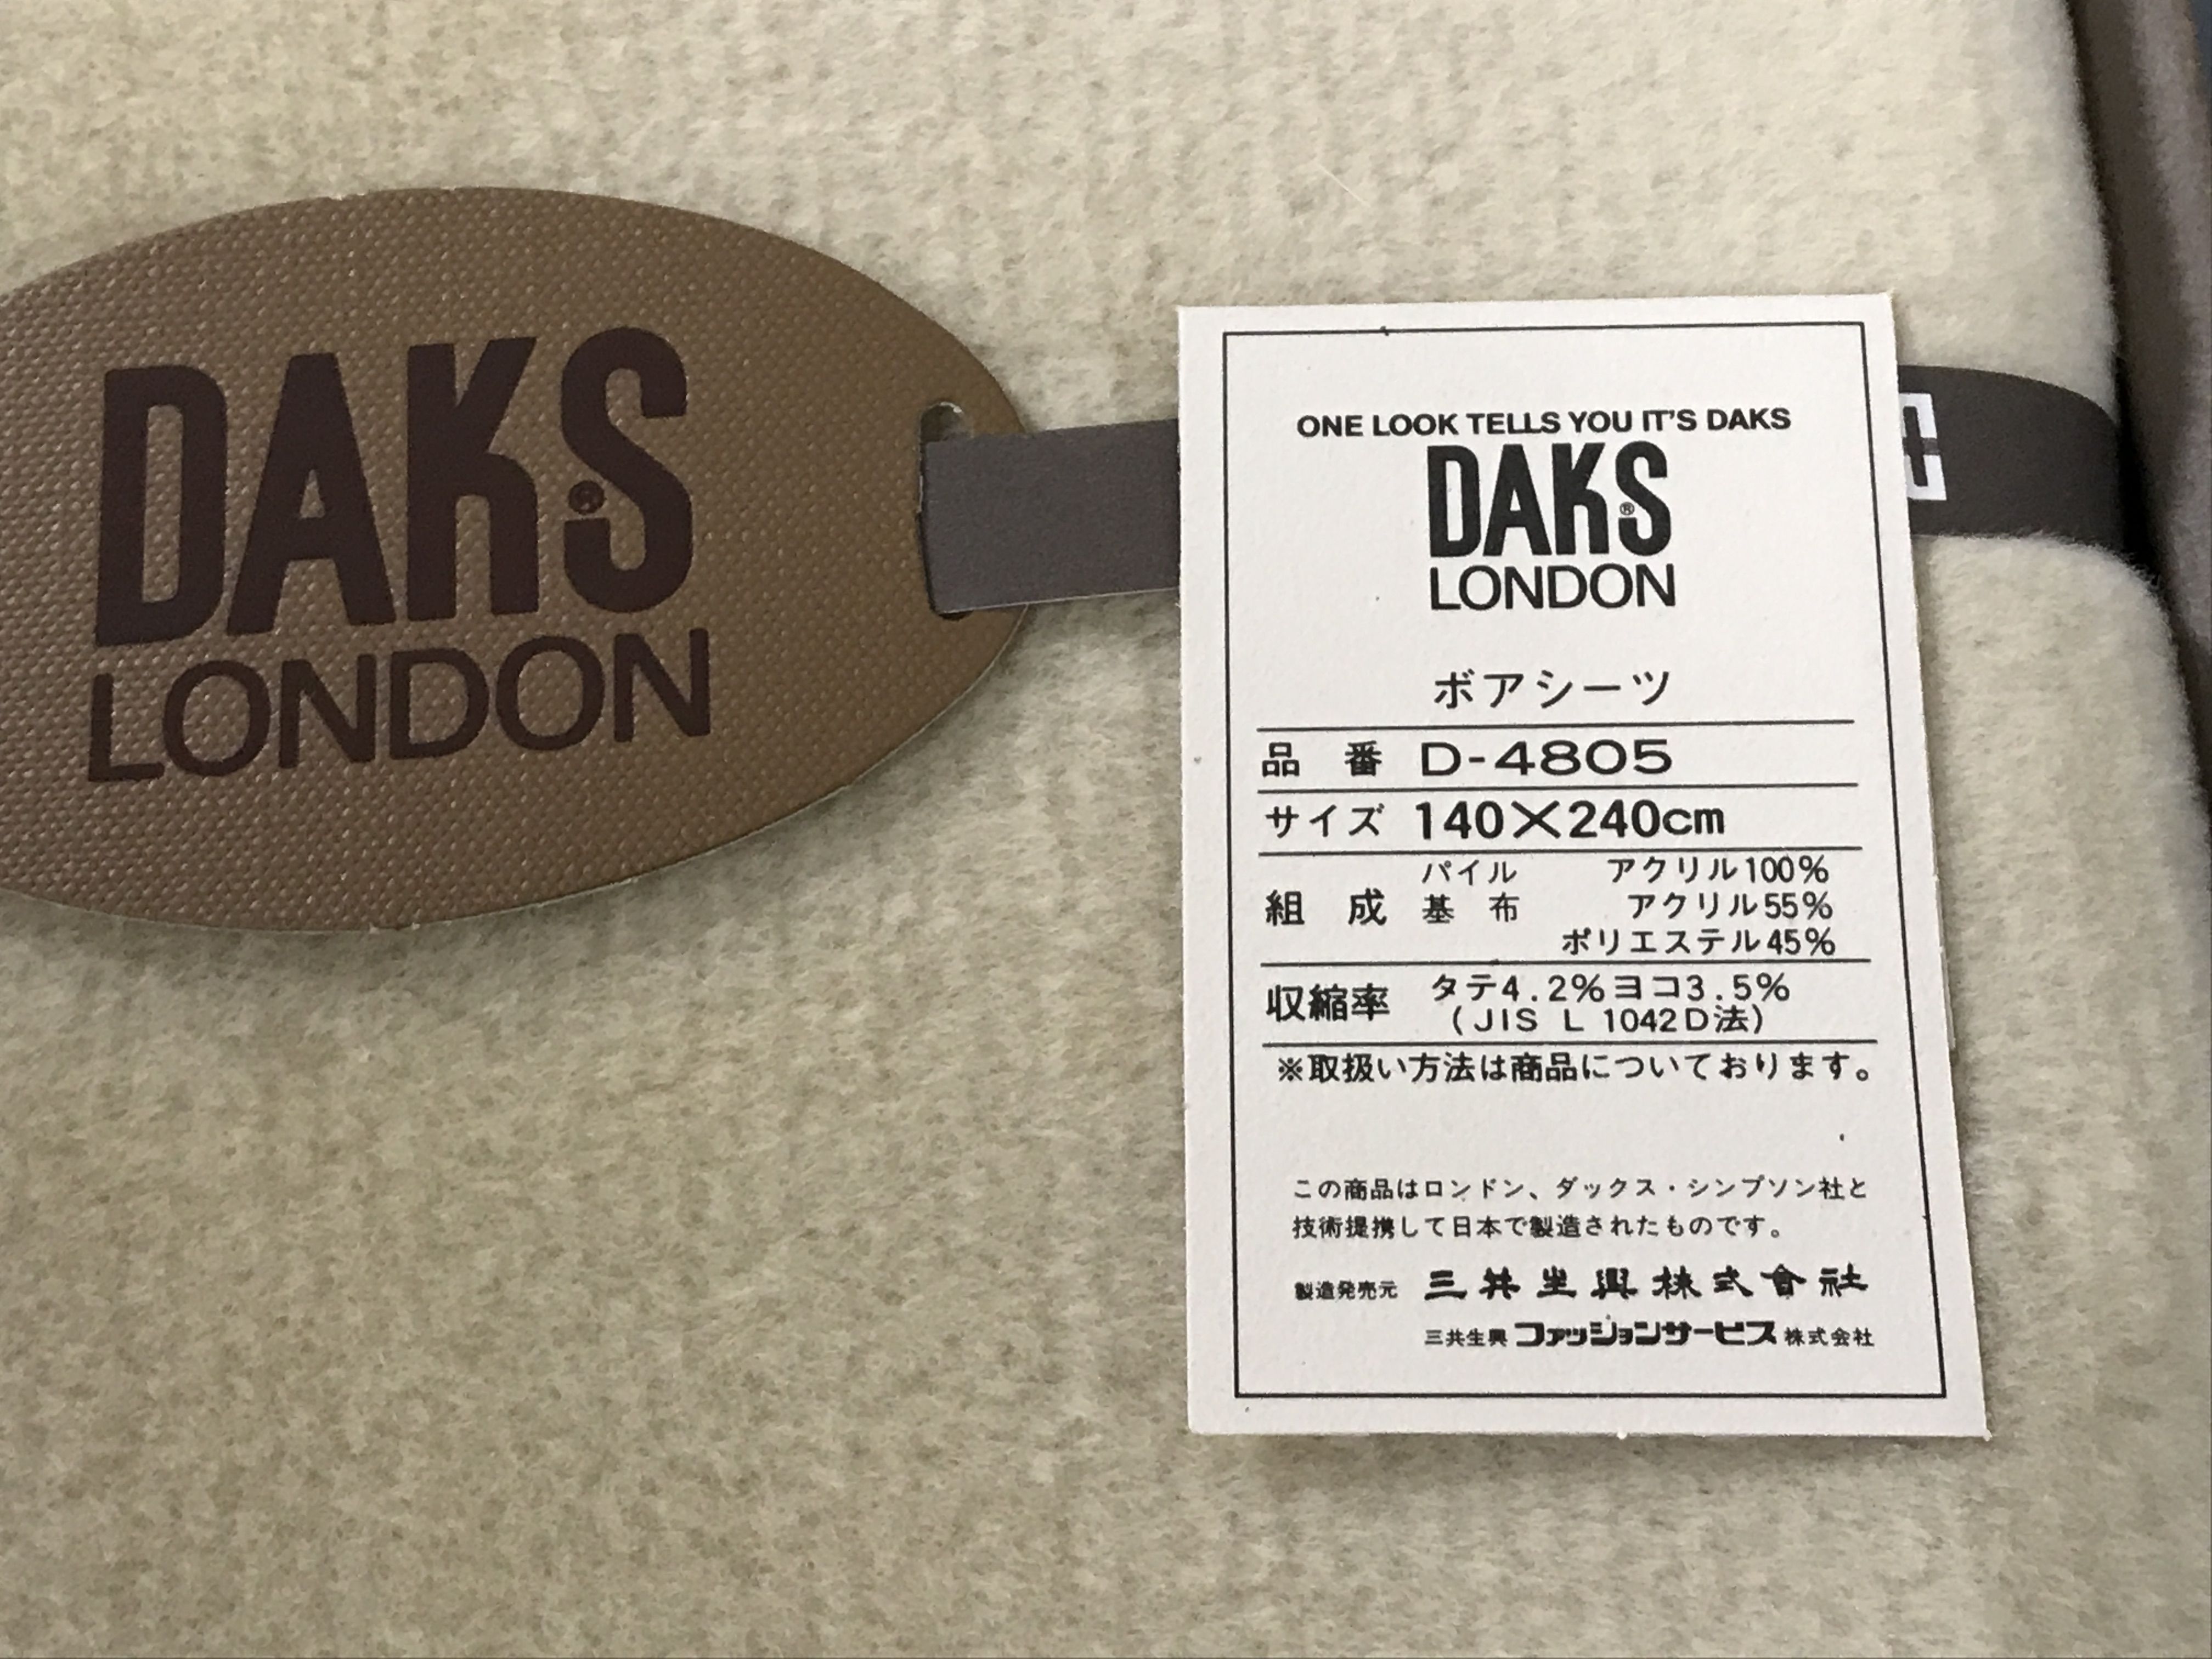 DAKS®
LONDON
ONE LOOK TELLS YOU IT'S DAKS
DAKS®
LONDON
ボアシーツ
品 番 D-4805
サイズ 140×240cm
組 成 パイル アクリル100%
基 布 アクリル55%
ポリエステル45%
収縮率 タテ4.2%ヨコ3.5%
(JIS L 1042D法)
※取扱い方法は商品についております。
この商品はロンドン、ダックス・シンプソン社と
技術提携して日本で製造されたものです。
製造発売元 三共生興株式會社
三共生興ファッションサービス株式会社